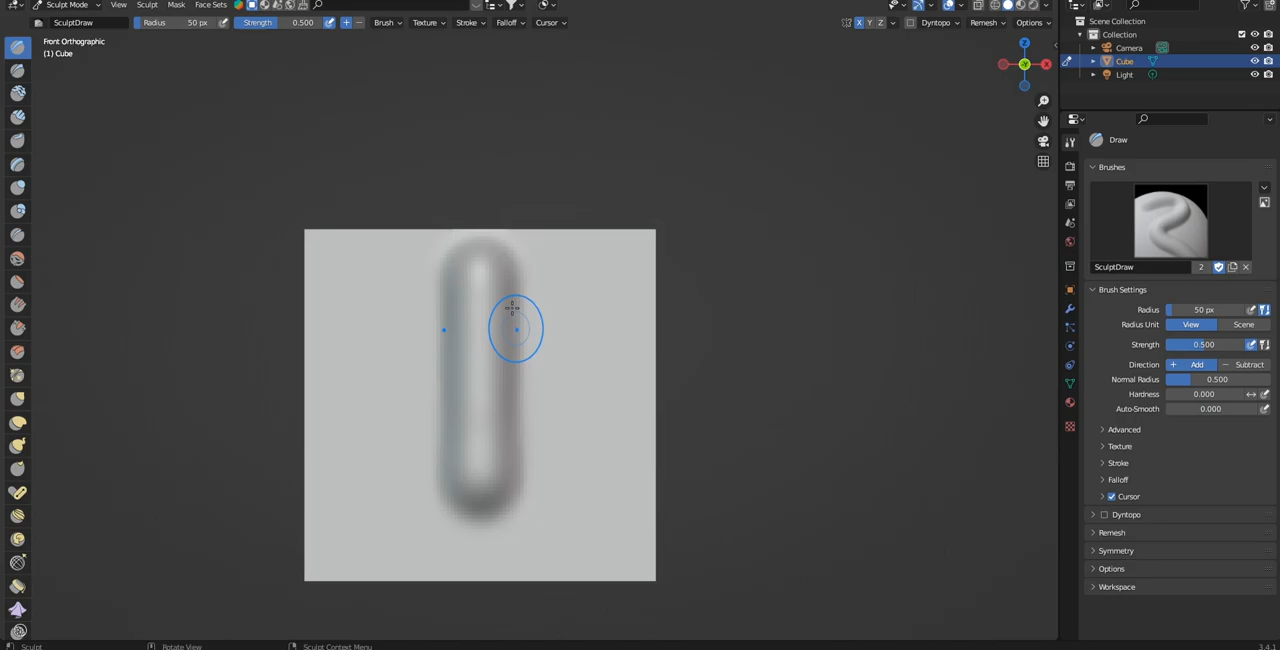 Sculpt Mode View Sculpt Mask Face Sets
SculptDraw Radius 50 px Strength 0.500 + − Brush Texture Stroke Falloff Cursor X Y Z Dyntopo Remesh Options
Front Orthographic
(1) Cube
Z
X
Y
Scene Collection
Collection
Camera
Cube
Light
Draw
Brushes
SculptDraw 2
Brush Settings
Radius 50 px
Radius Unit View Scene
Strength 0.500
Direction + Add − Subtract
Normal Radius 0.500
Hardness 0.000
Auto-Smooth 0.000
Advanced
Texture
Stroke
Falloff
Cursor
Dyntopo
Remesh
Symmetry
Options
Workspace
Sculpt Rotate View Sculpt Context Menu 3.4.1